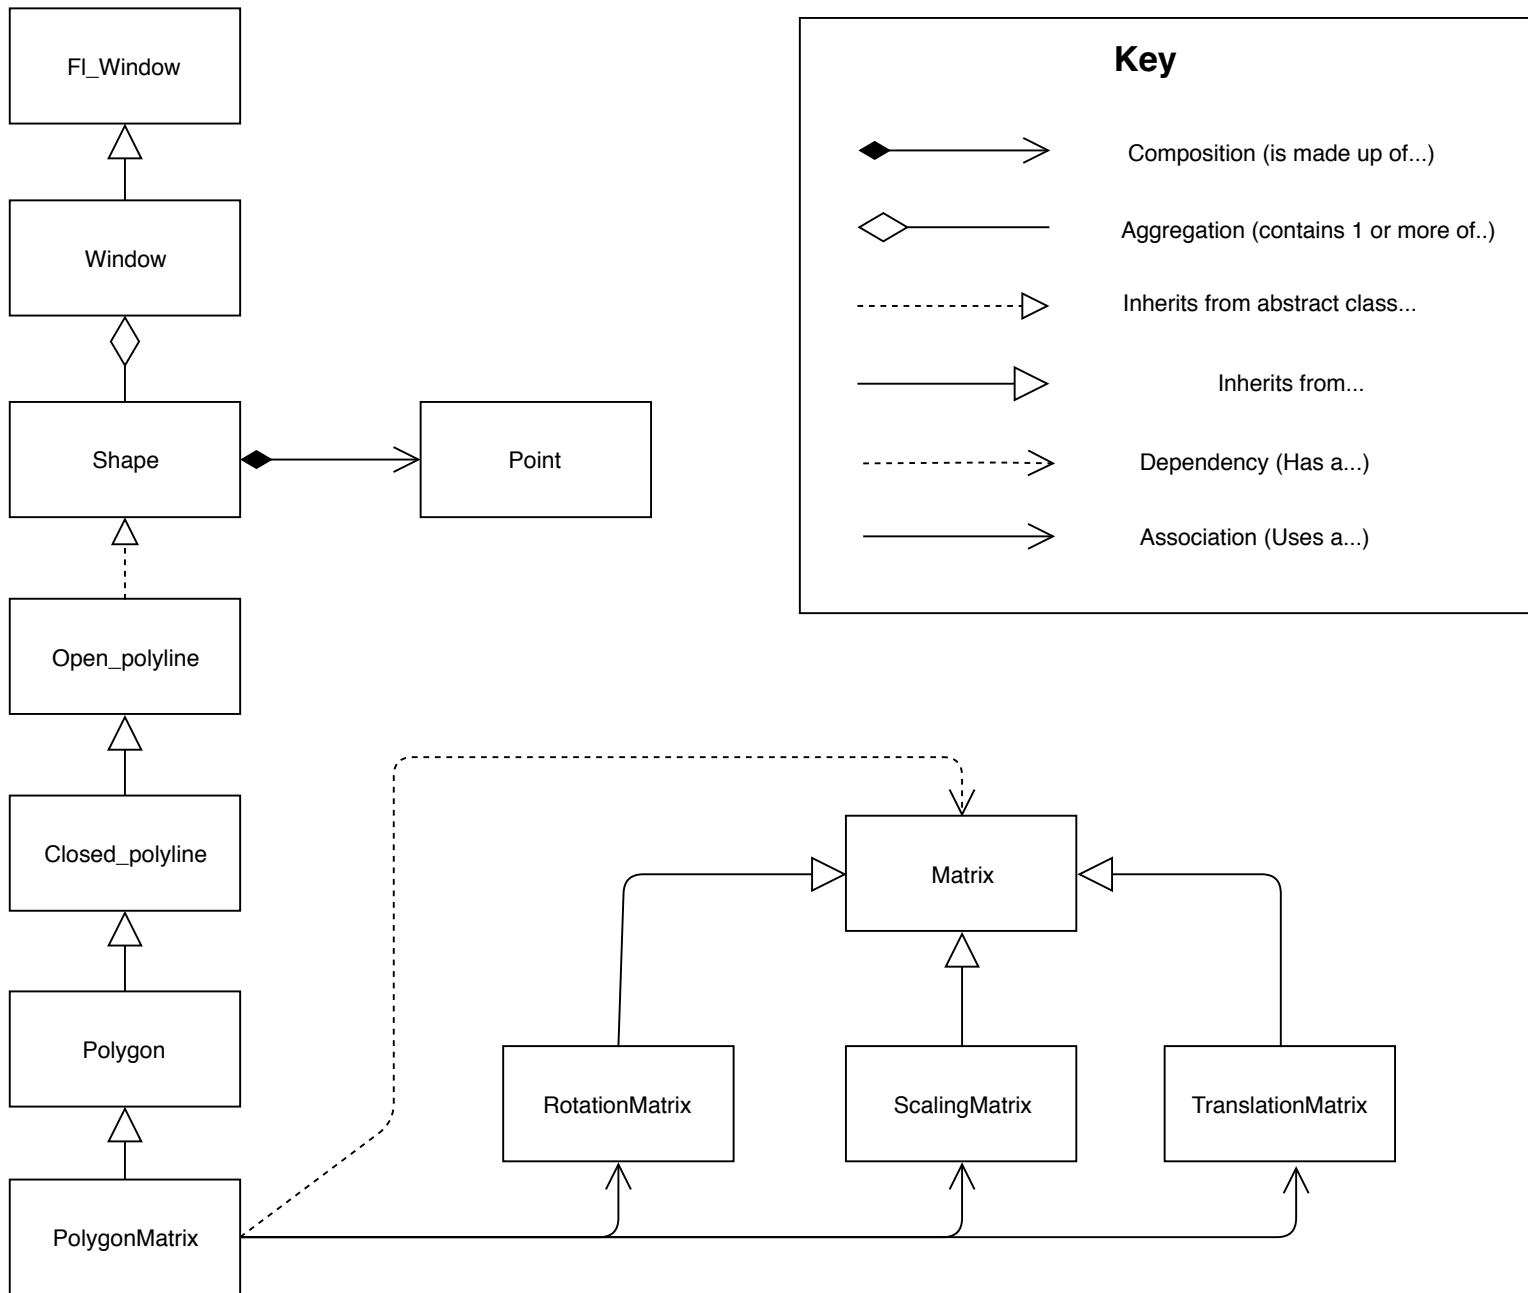 Fl_Window
Key
Composition (is made up of...)
Aggregation (contains 1 or more of..)
Window
Inherits from abstract class...
Inherits from...
Shape
Point
Dependency (Has a...)
Association (Uses a...)
Open_polyline
Closed_polyline
Matrix
Polygon
RotationMatrix
ScalingMatrix
TranslationMatrix
PolygonMatrix